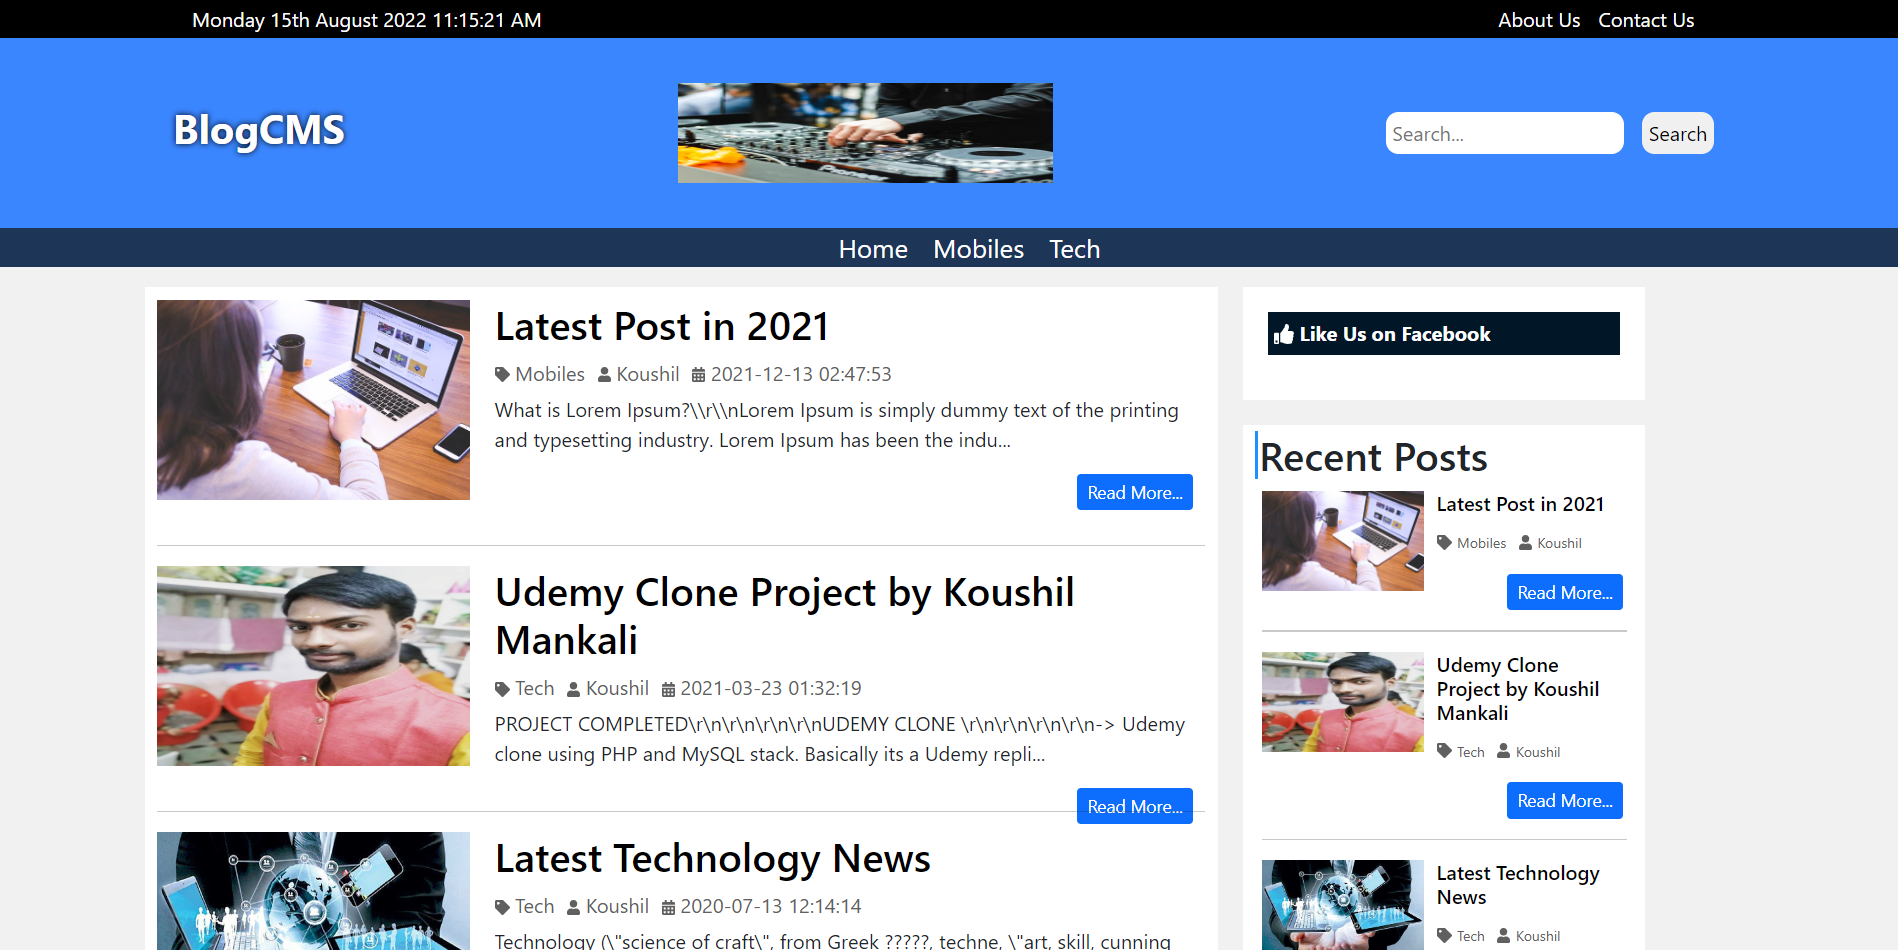 Monday 15th August 2022 11:15:21 AM
About Us Contact Us
BlogCMS
Pioneer
Search...
Search
Home Mobiles Tech
Latest Post in 2021
Mobiles Koushil 2021-12-13 02:47:53
What is Lorem Ipsum?\\r\\nLorem Ipsum is simply dummy text of the printing
and typesetting industry. Lorem Ipsum has been the indu...
Read More...
Udemy Clone Project by Koushil
Mankali
Tech Koushil 2021-03-23 01:32:19
PROJECT COMPLETED\r\n\r\n\r\n\r\nUDEMY CLONE \r\n\r\n\r\n\r\n-> Udemy
clone using PHP and MySQL stack. Basically its a Udemy repli...
Read More...
Latest Technology News
Tech Koushil 2020-07-13 12:14:14
Technology (\"science of craft\", from Greek ?????, techne, \"art, skill, cunning
Like Us on Facebook
Recent Posts
Latest Post in 2021
Mobiles Koushil
Read More...
Udemy Clone
Project by Koushil
Mankali
Tech Koushil
Read More...
Latest Technology
News
Tech Koushil